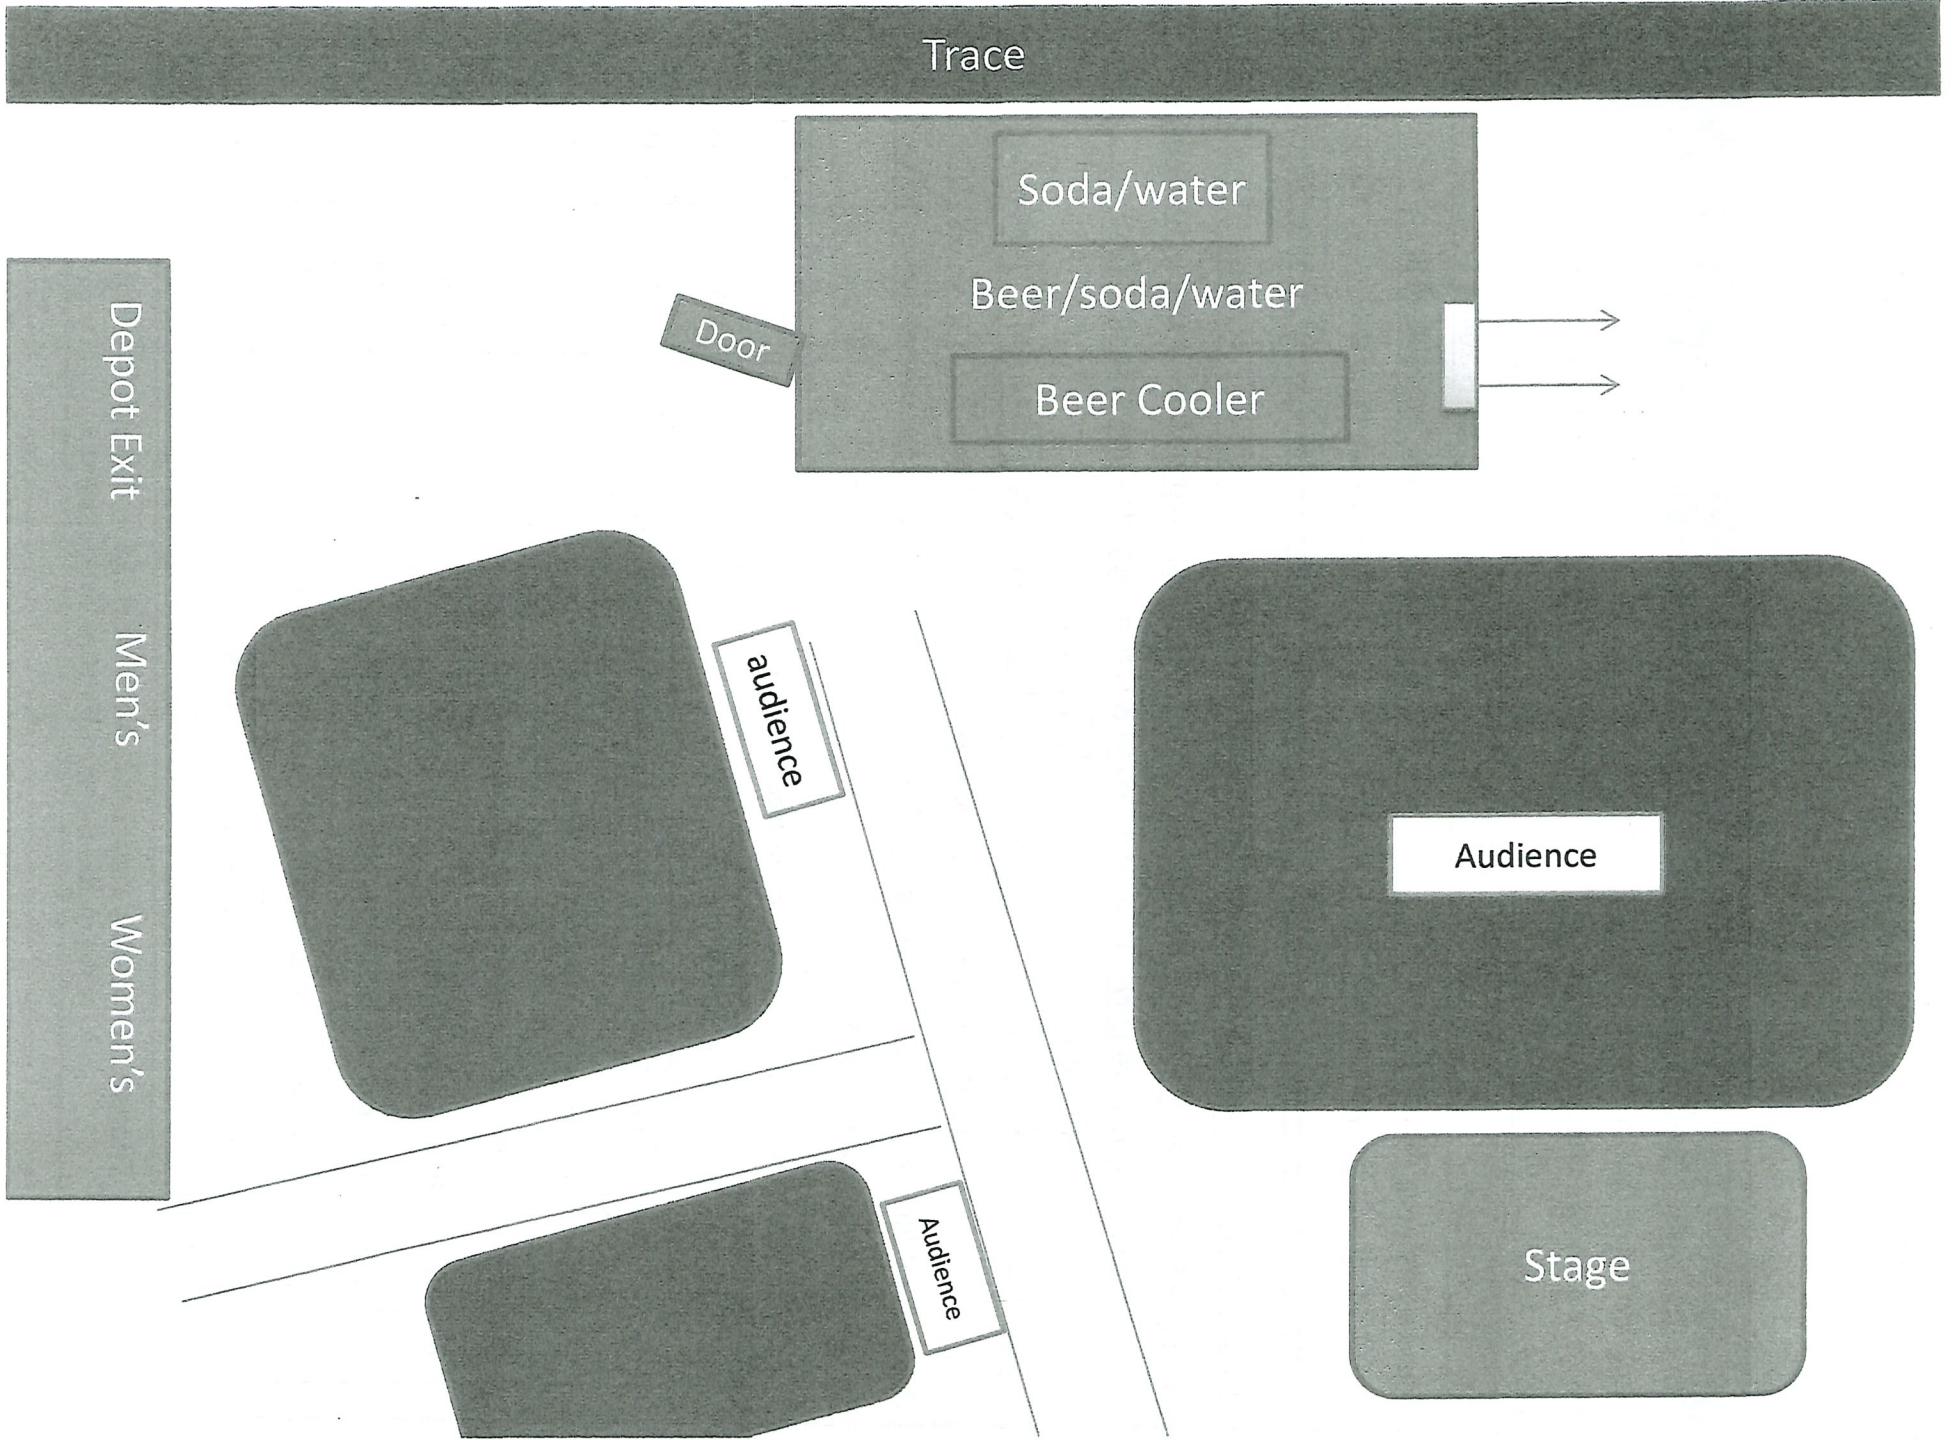 Trace
Soda/water
Beer/soda/water
Door
Beer Cooler
Depot Exit
Men's
Women's
audience
Audience
Audience
Stage